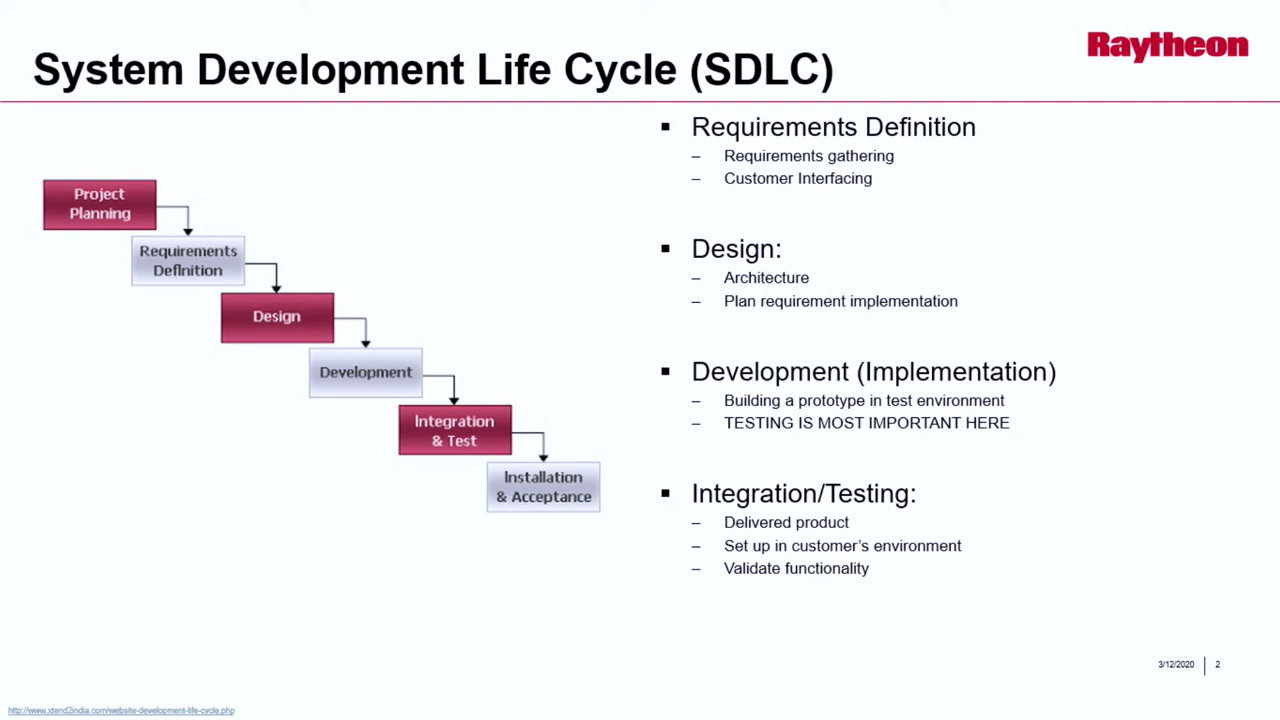 System Development Life Cycle (SDLC)
Raytheon
Project
Planning
Requirements
Definition
Design
Development
Integration
& Test
Installation
& Acceptance
▪ Requirements Definition
– Requirements gathering
– Customer Interfacing
▪ Design:
– Architecture
– Plan requirement implementation
▪ Development (Implementation)
– Building a prototype in test environment
– TESTING IS MOST IMPORTANT HERE
▪ Integration/Testing:
– Delivered product
– Set up in customer’s environment
– Validate functionality
3/12/2020 | 2
http://www.xtend2india.com/website-development-life-cycle.php